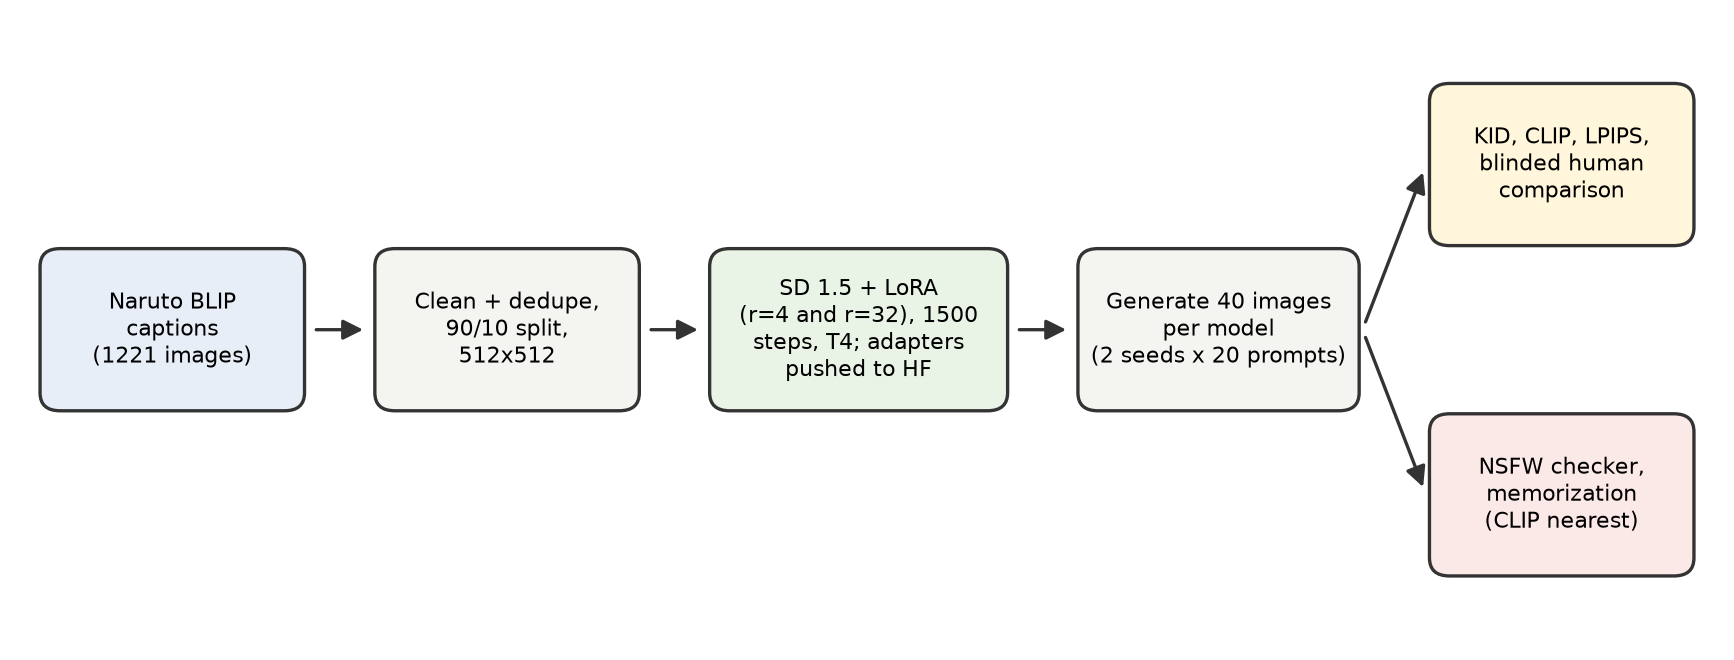 Naruto BLIP
captions
(1221 images)
Clean + dedupe,
90/10 split,
512x512
SD 1.5 + LoRA
(r=4 and r=32), 1500
steps, T4; adapters
pushed to HF
Generate 40 images
per model
(2 seeds x 20 prompts)
KID, CLIP, LPIPS,
blinded human
comparison
NSFW checker,
memorization
(CLIP nearest)